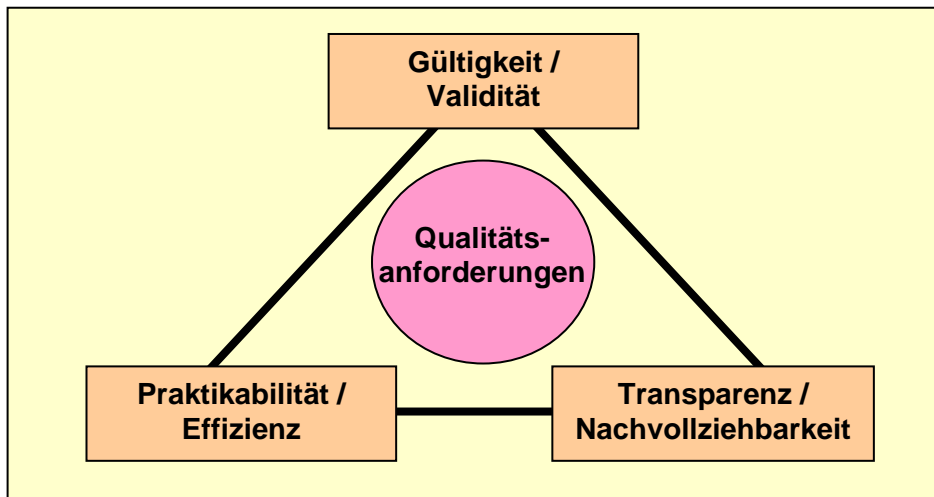 Gültigkeit /
Validität
Qualitäts-
anforderungen
Praktikabilität /
Effizienz
Transparenz /
Nachvollziehbarkeit